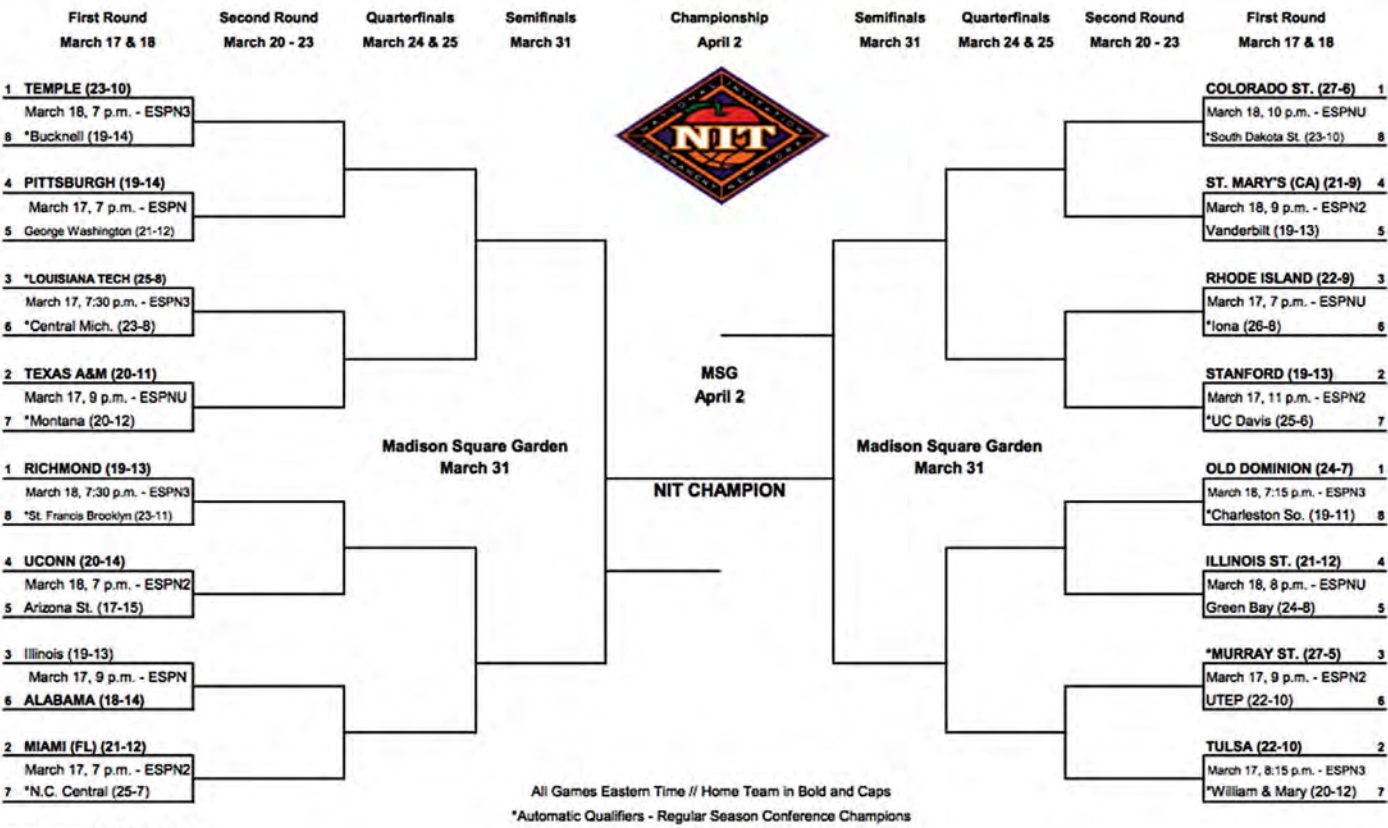 First Round Second Round Quarterfinals Semifinals Championship Semifinals Quarterfinals Second Round First Round
March 17 & 18 March 20 - 23 March 24 & 25 March 31 April 2 March 31 March 24 & 25 March 20 - 23 March 17 & 18
1 TEMPLE (23-10)
March 18, 7 p.m. - ESPN3
8 *Bucknell (19-14)
4 PITTSBURGH (19-14)
March 17, 7 p.m. - ESPN
5 George Washington (21-12)
3 *LOUISIANA TECH (25-8)
March 17, 7:30 p.m. - ESPN3
6 *Central Mich. (23-8)
2 TEXAS A&M (20-11)
March 17, 9 p.m. - ESPNU
7 *Montana (20-12)
1 RICHMOND (19-13)
March 18, 7:30 p.m. - ESPN3
8 *St. Francis Brooklyn (23-11)
4 UCONN (20-14)
March 18, 7 p.m. - ESPN2
5 Arizona St. (17-15)
3 Illinois (19-13)
March 17, 9 p.m. - ESPN
6 ALABAMA (18-14)
2 MIAMI (FL) (21-12)
March 17, 7 p.m. - ESPN2
7 *N.C. Central (25-7)
Madison Square Garden
March 31
NATIONAL INVITATION
NIT
TOURNAMENT NEW YORK
MSG
April 2
NIT CHAMPION
Madison Square Garden
March 31
COLORADO ST. (27-6) 1
March 18, 10 p.m. - ESPNU
*South Dakota St. (23-10) 8
ST. MARY'S (CA) (21-9) 4
March 18, 9 p.m. - ESPN2
Vanderbilt (19-13) 5
RHODE ISLAND (22-9) 3
March 17, 7 p.m. - ESPNU
*Iona (26-8) 6
STANFORD (19-13) 2
March 17, 11 p.m. - ESPN2
*UC Davis (25-6) 7
OLD DOMINION (24-7) 1
March 18, 7:15 p.m. - ESPN3
*Charleston So. (19-11) 8
ILLINOIS ST. (21-12) 4
March 18, 8 p.m. - ESPNU
Green Bay (24-8) 5
*MURRAY ST. (27-5) 3
March 17, 9 p.m. - ESPN2
UTEP (22-10) 6
TULSA (22-10) 2
March 17, 8:15 p.m. - ESPN3
*William & Mary (20-12) 7
All Games Eastern Time // Home Team in Bold and Caps
*Automatic Qualifiers - Regular Season Conference Champions